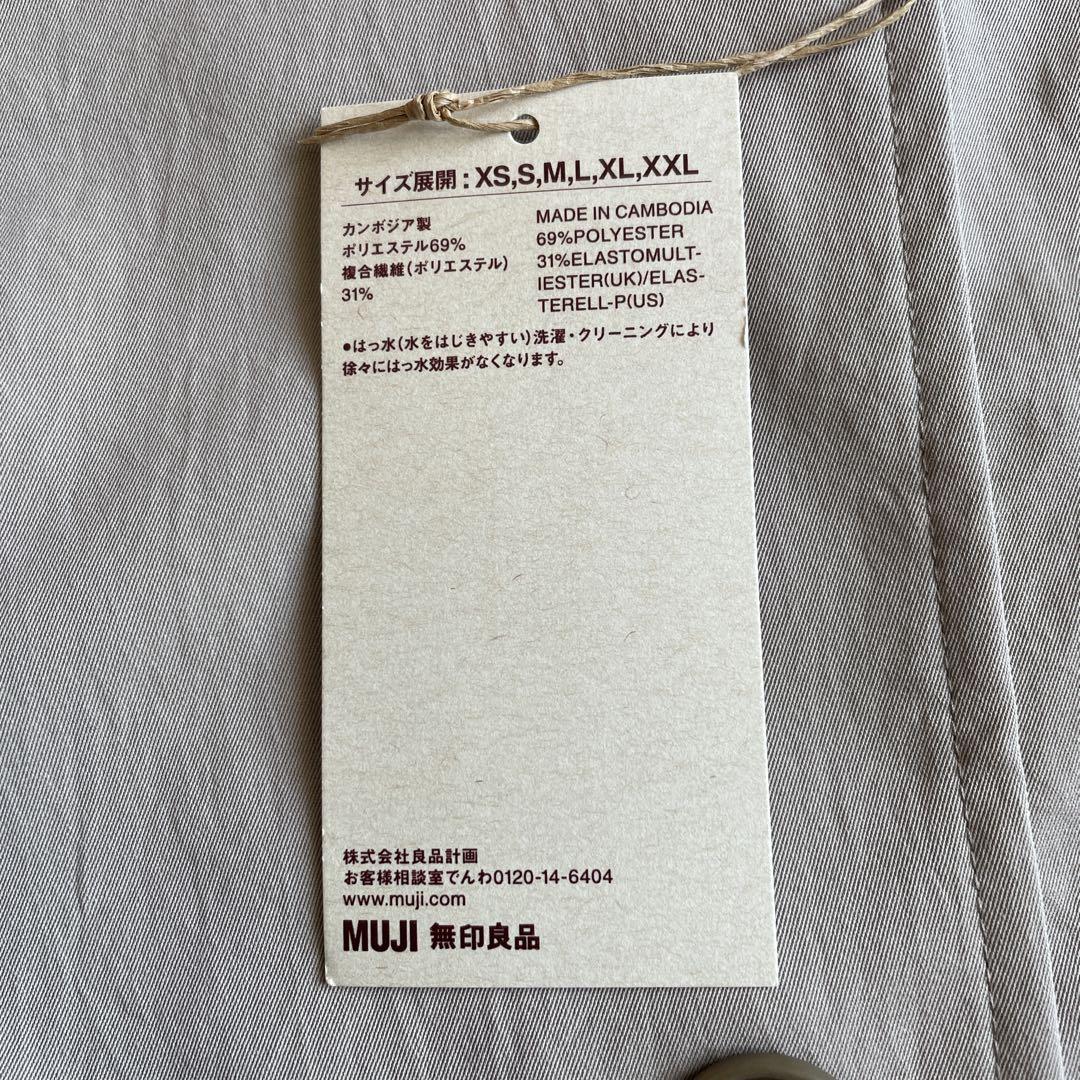 サイズ展開：XS,S,M,L,XL,XXL
カンボジア製
ポリエステル69%
複合繊維(ポリエステル)
31%
MADE IN CAMBODIA
69%POLYESTER
31%ELASTOMULT-
IESTER(UK)/ELAS-
TERELL-P(US)
●はっ水(水をはじきやすい)洗濯・クリーニングにより
徐々にはっ水効果がなくなります。
株式会社良品計画
お客様相談室でんわ0120-14-6404
www.muji.com
MUJI 無印良品